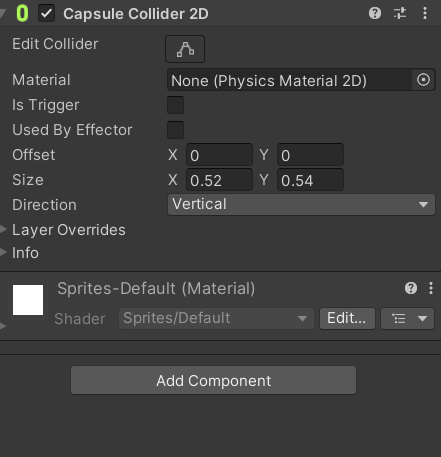 Capsule Collider 2D
Edit Collider
Material None (Physics Material 2D)
Is Trigger
Used By Effector
Offset X 0 Y 0
Size X 0.52 Y 0.54
Direction Vertical
Layer Overrides
Info
Sprites-Default (Material)
Shader Sprites/Default Edit...
Add Component